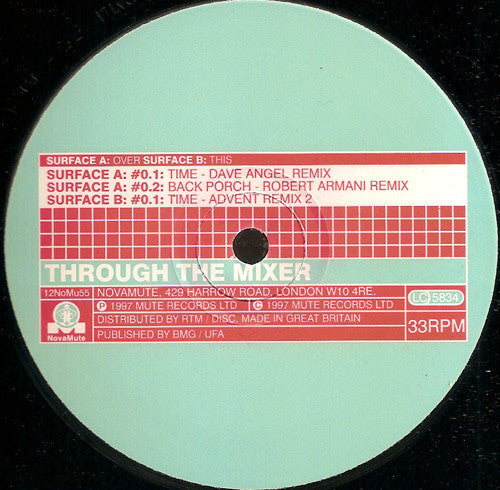 SURFACE A: OVER SURFACE B: THIS
SURFACE A: #0.1: TIME - DAVE ANGEL REMIX
SURFACE A: #0.2: BACK PORCH - ROBERT ARMANI REMIX
SURFACE B: #0.1: TIME - ADVENT REMIX 2
THROUGH THE MIXER
12NoMu55
NovaMute
NOVAMUTE, 429 HARROW ROAD, LONDON W10 4RE.
P 1997 MUTE RECORDS LTD C 1997 MUTE RECORDS LTD
DISTRIBUTED BY RTM / DISC. MADE IN GREAT BRITAIN
PUBLISHED BY BMG / UFA
LC 5834
33RPM